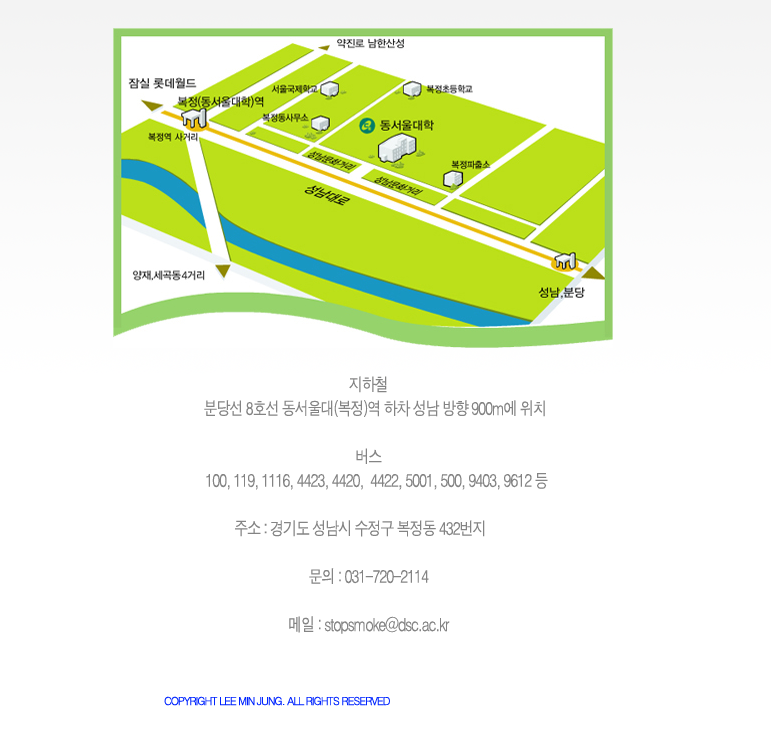 약진로 남한산성
잠실 롯데월드
서울국제학교
복정초등학교
복정(동서울대학)역
복정동사무소
동서울대학
복정역 사거리
성남문화거리
복정파출소
성남문화거리
성남대로
양재,세곡동4거리
성남,분당
지하철
분당선 8호선 동서울대(복정)역 하차 성남 방향 900m에 위치
버스
100, 119, 1116, 4423, 4420, 4422, 5001, 500, 9403, 9612 등
주소 : 경기도 성남시 수정구 복정동 432번지
문의 : 031-720-2114
메일 : stopsmoke@dsc.ac.kr
COPYRIGHT LEE MIN JUNG. ALL RIGHTS RESERVED